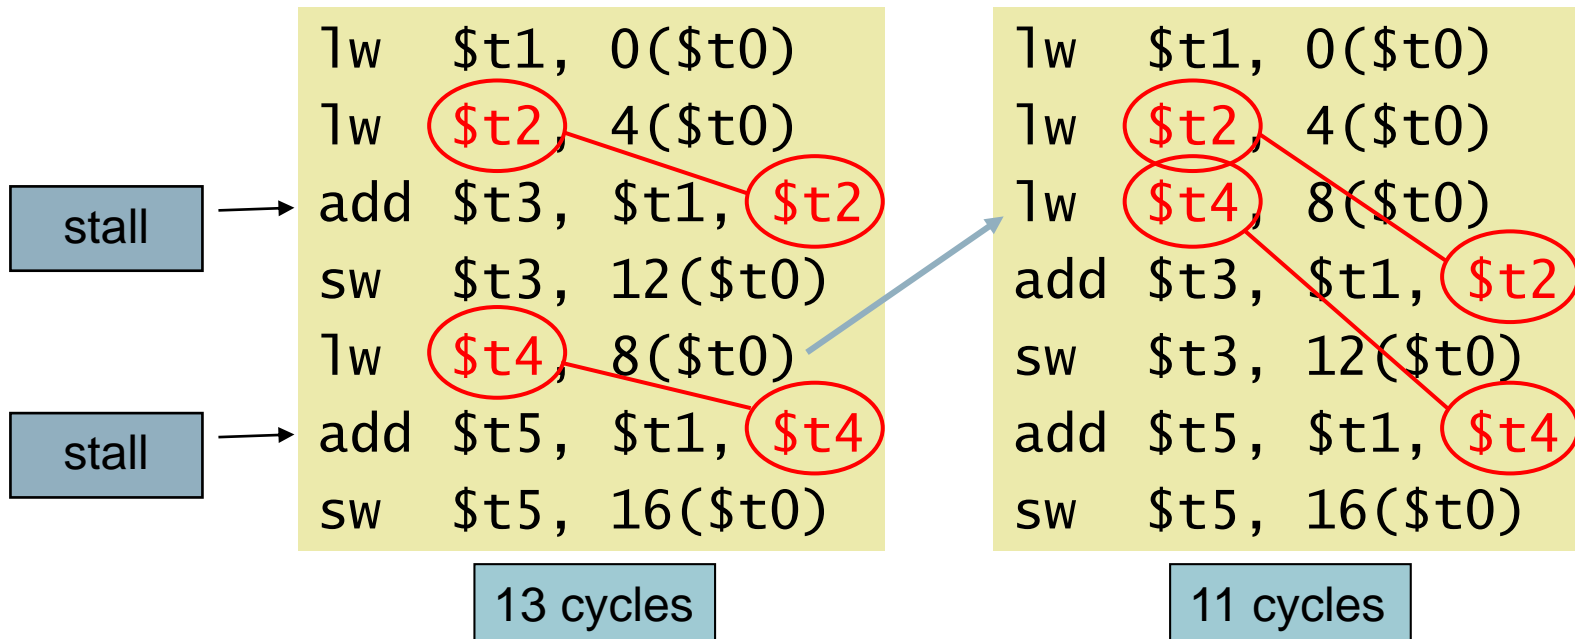 lw $t1, 0($t0)
lw $t2, 4($t0)
stall
add $t3, $t1, $t2
sw $t3, 12($t0)
lw $t4, 8($t0)
stall
add $t5, $t1, $t4
sw $t5, 16($t0)
13 cycles
lw $t1, 0($t0)
lw $t2, 4($t0)
lw $t4, 8($t0)
add $t3, $t1, $t2
sw $t3, 12($t0)
add $t5, $t1, $t4
sw $t5, 16($t0)
11 cycles